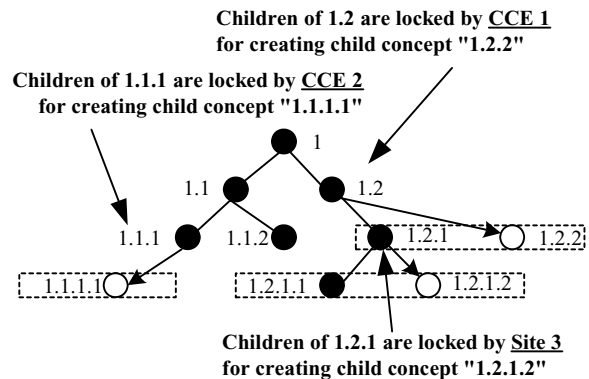 Children of 1.2 are locked by CCE 1
for creating child concept "1.2.2"
Children of 1.1.1 are locked by CCE 2
for creating child concept "1.1.1.1"
1
1.1
1.2
1.1.1
1.1.2
1.2.1
1.2.2
1.1.1.1
1.2.1.1
1.2.1.2
Children of 1.2.1 are locked by Site 3
for creating child concept "1.2.1.2"